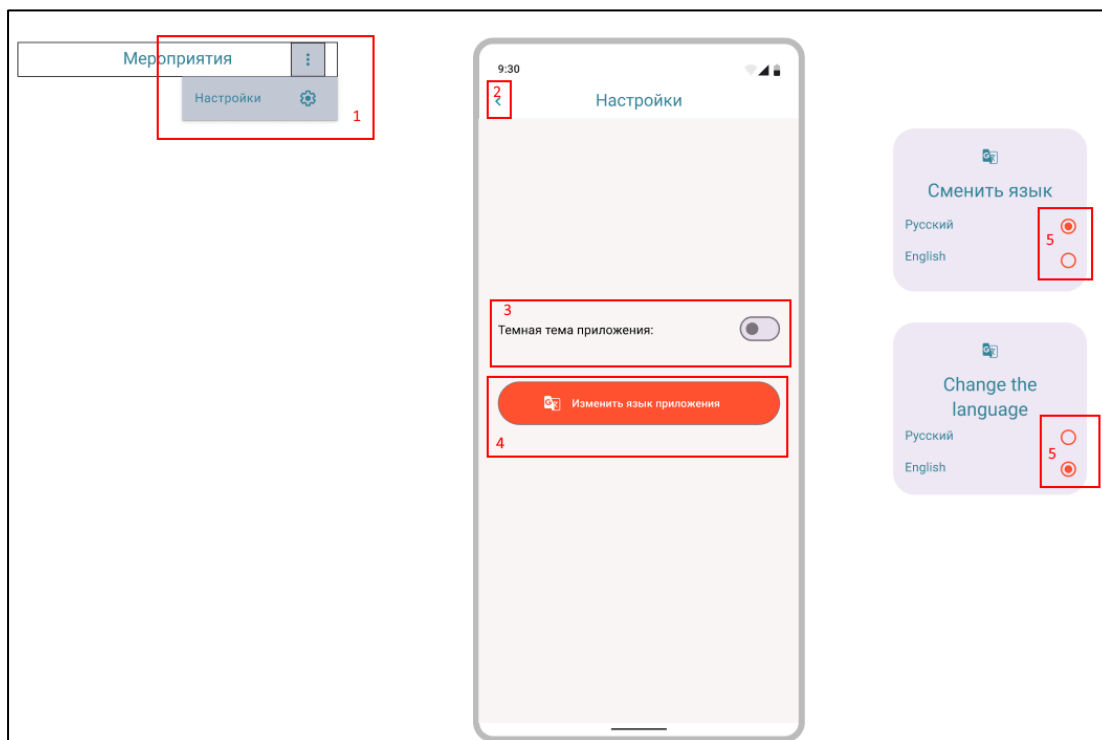 Мероприятия
Настройки
1
9:30
2
Настройки
3
Темная тема приложения:
Изменить язык приложения
4
Сменить язык
Русский
English
5
Change the
language
Русский
English
5